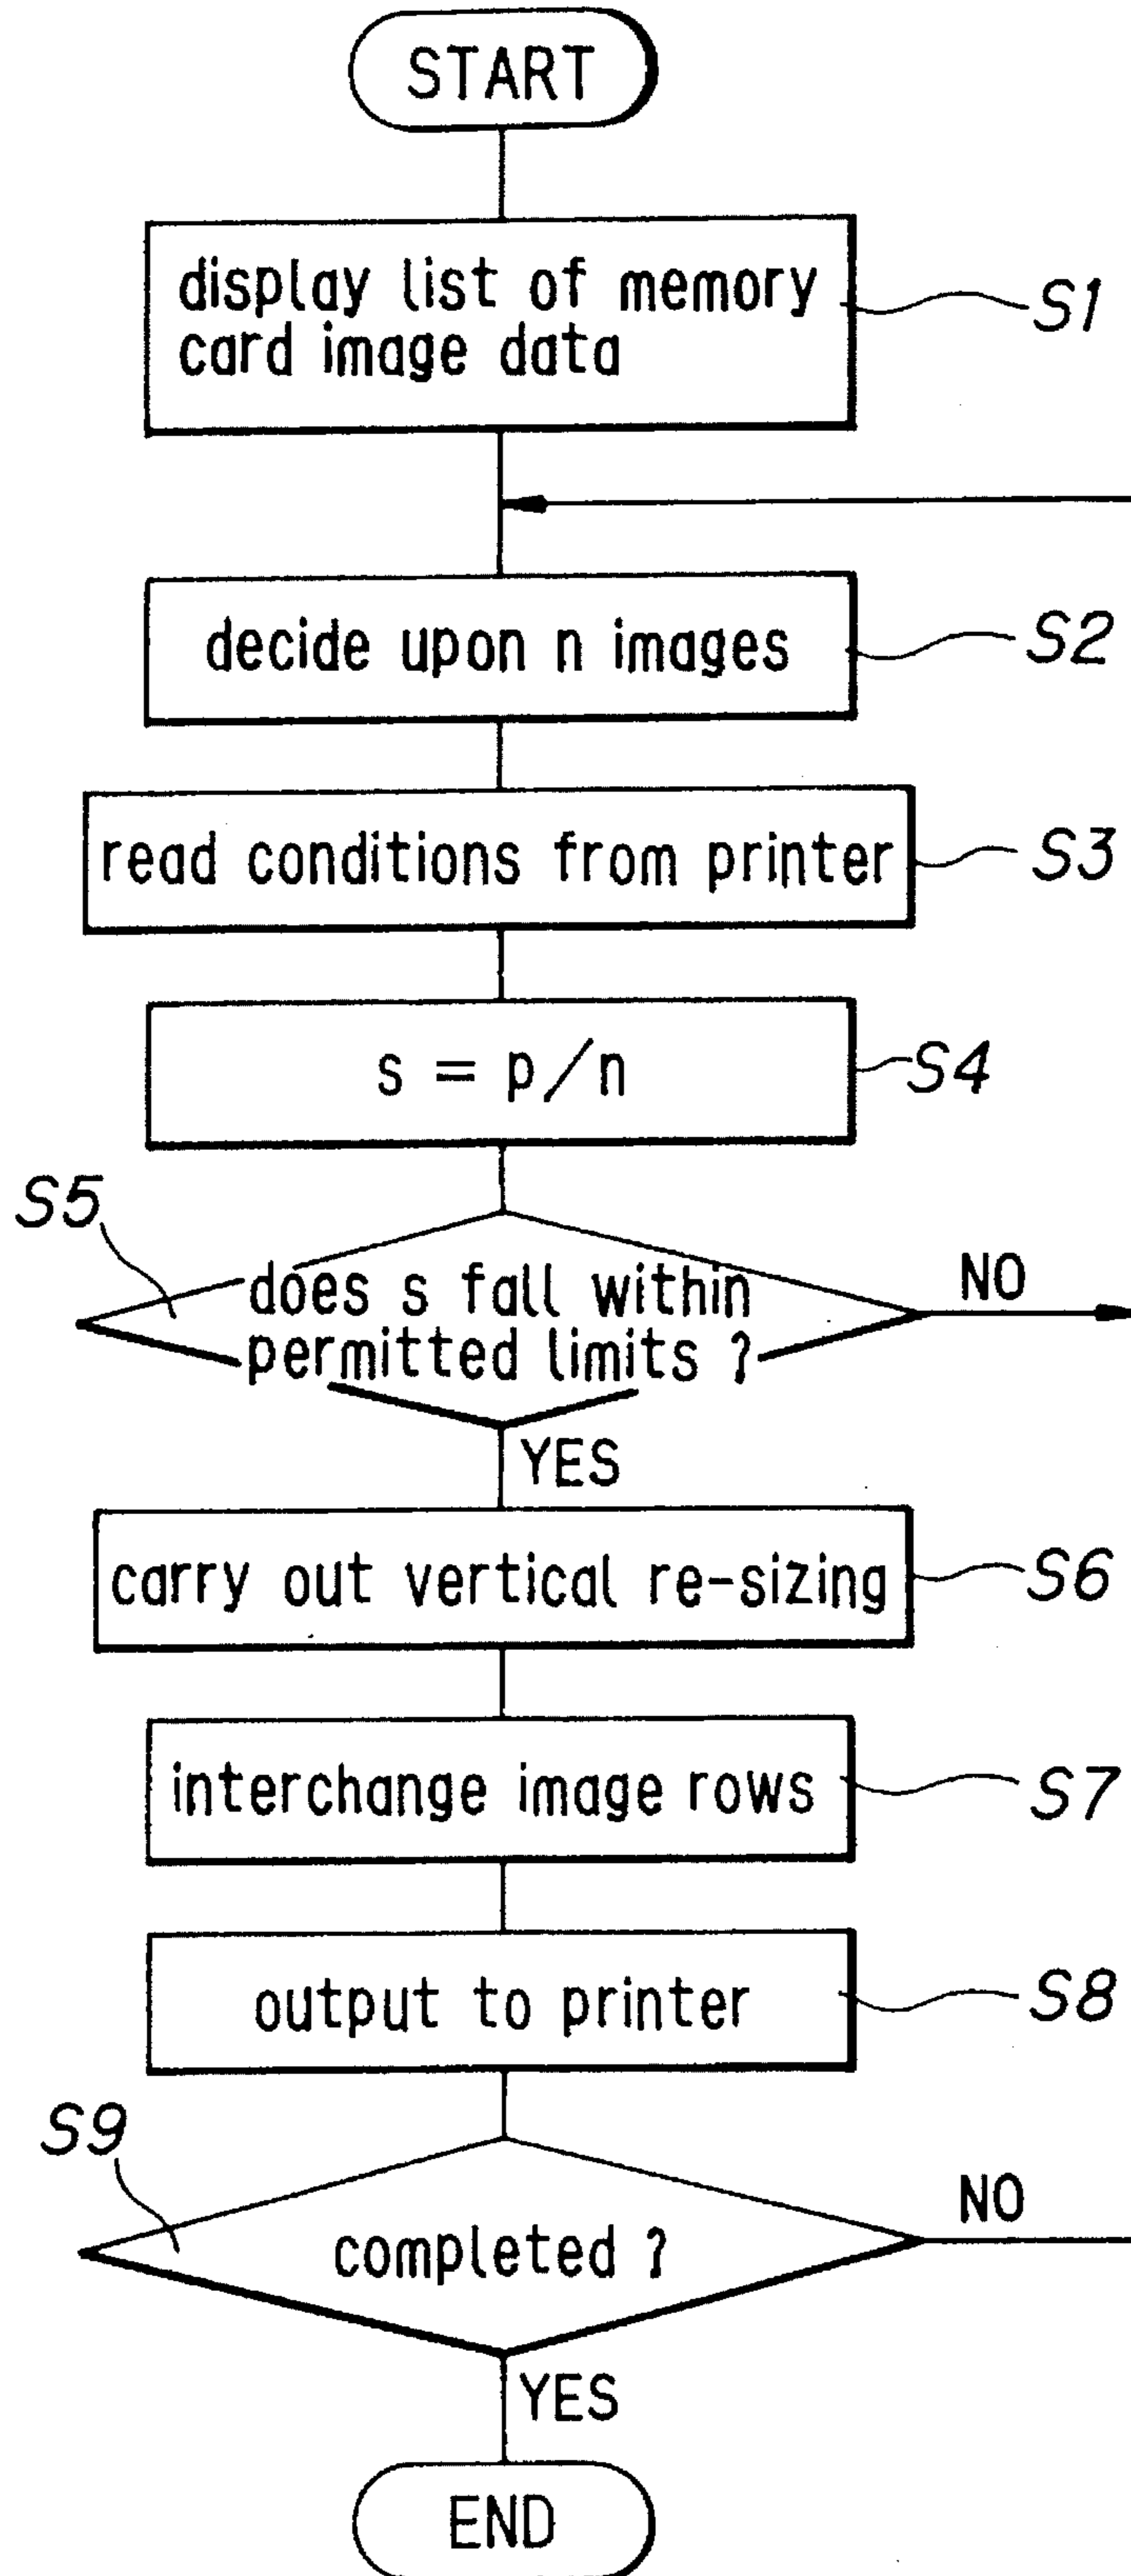 START
display list of memory
card image data
S1
decide upon n images
S2
read conditions from printer
S3
s = p/n
S4
S5
does s fall within
permitted limits ?
NO
YES
carry out vertical re-sizing
S6
interchange image rows
S7
output to printer
S8
S9
completed ?
NO
YES
END